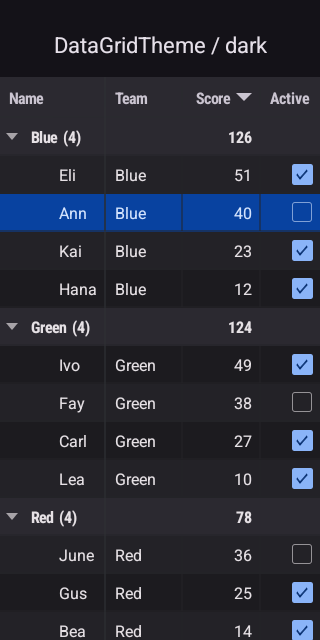 DataGridTheme / dark
Name Team Score Active
Blue (4) 126
Eli Blue 51
Ann Blue 40
Kai Blue 23
Hana Blue 12
Green (4) 124
Ivo Green 49
Fay Green 38
Carl Green 27
Lea Green 10
Red (4) 78
June Red 36
Gus Red 25
Bea Red 14